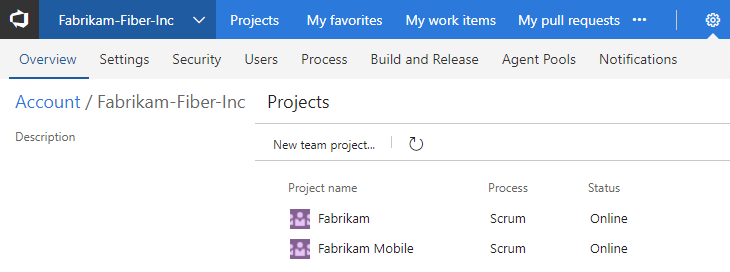 Fabrikam-Fiber-Inc Projects My favorites My work items My pull requests ...
Overview Settings Security Users Process Build and Release Agent Pools Notifications
Account / Fabrikam-Fiber-Inc Projects
Description
New team project...
Project name Process Status
Fabrikam Scrum Online
Fabrikam Mobile Scrum Online